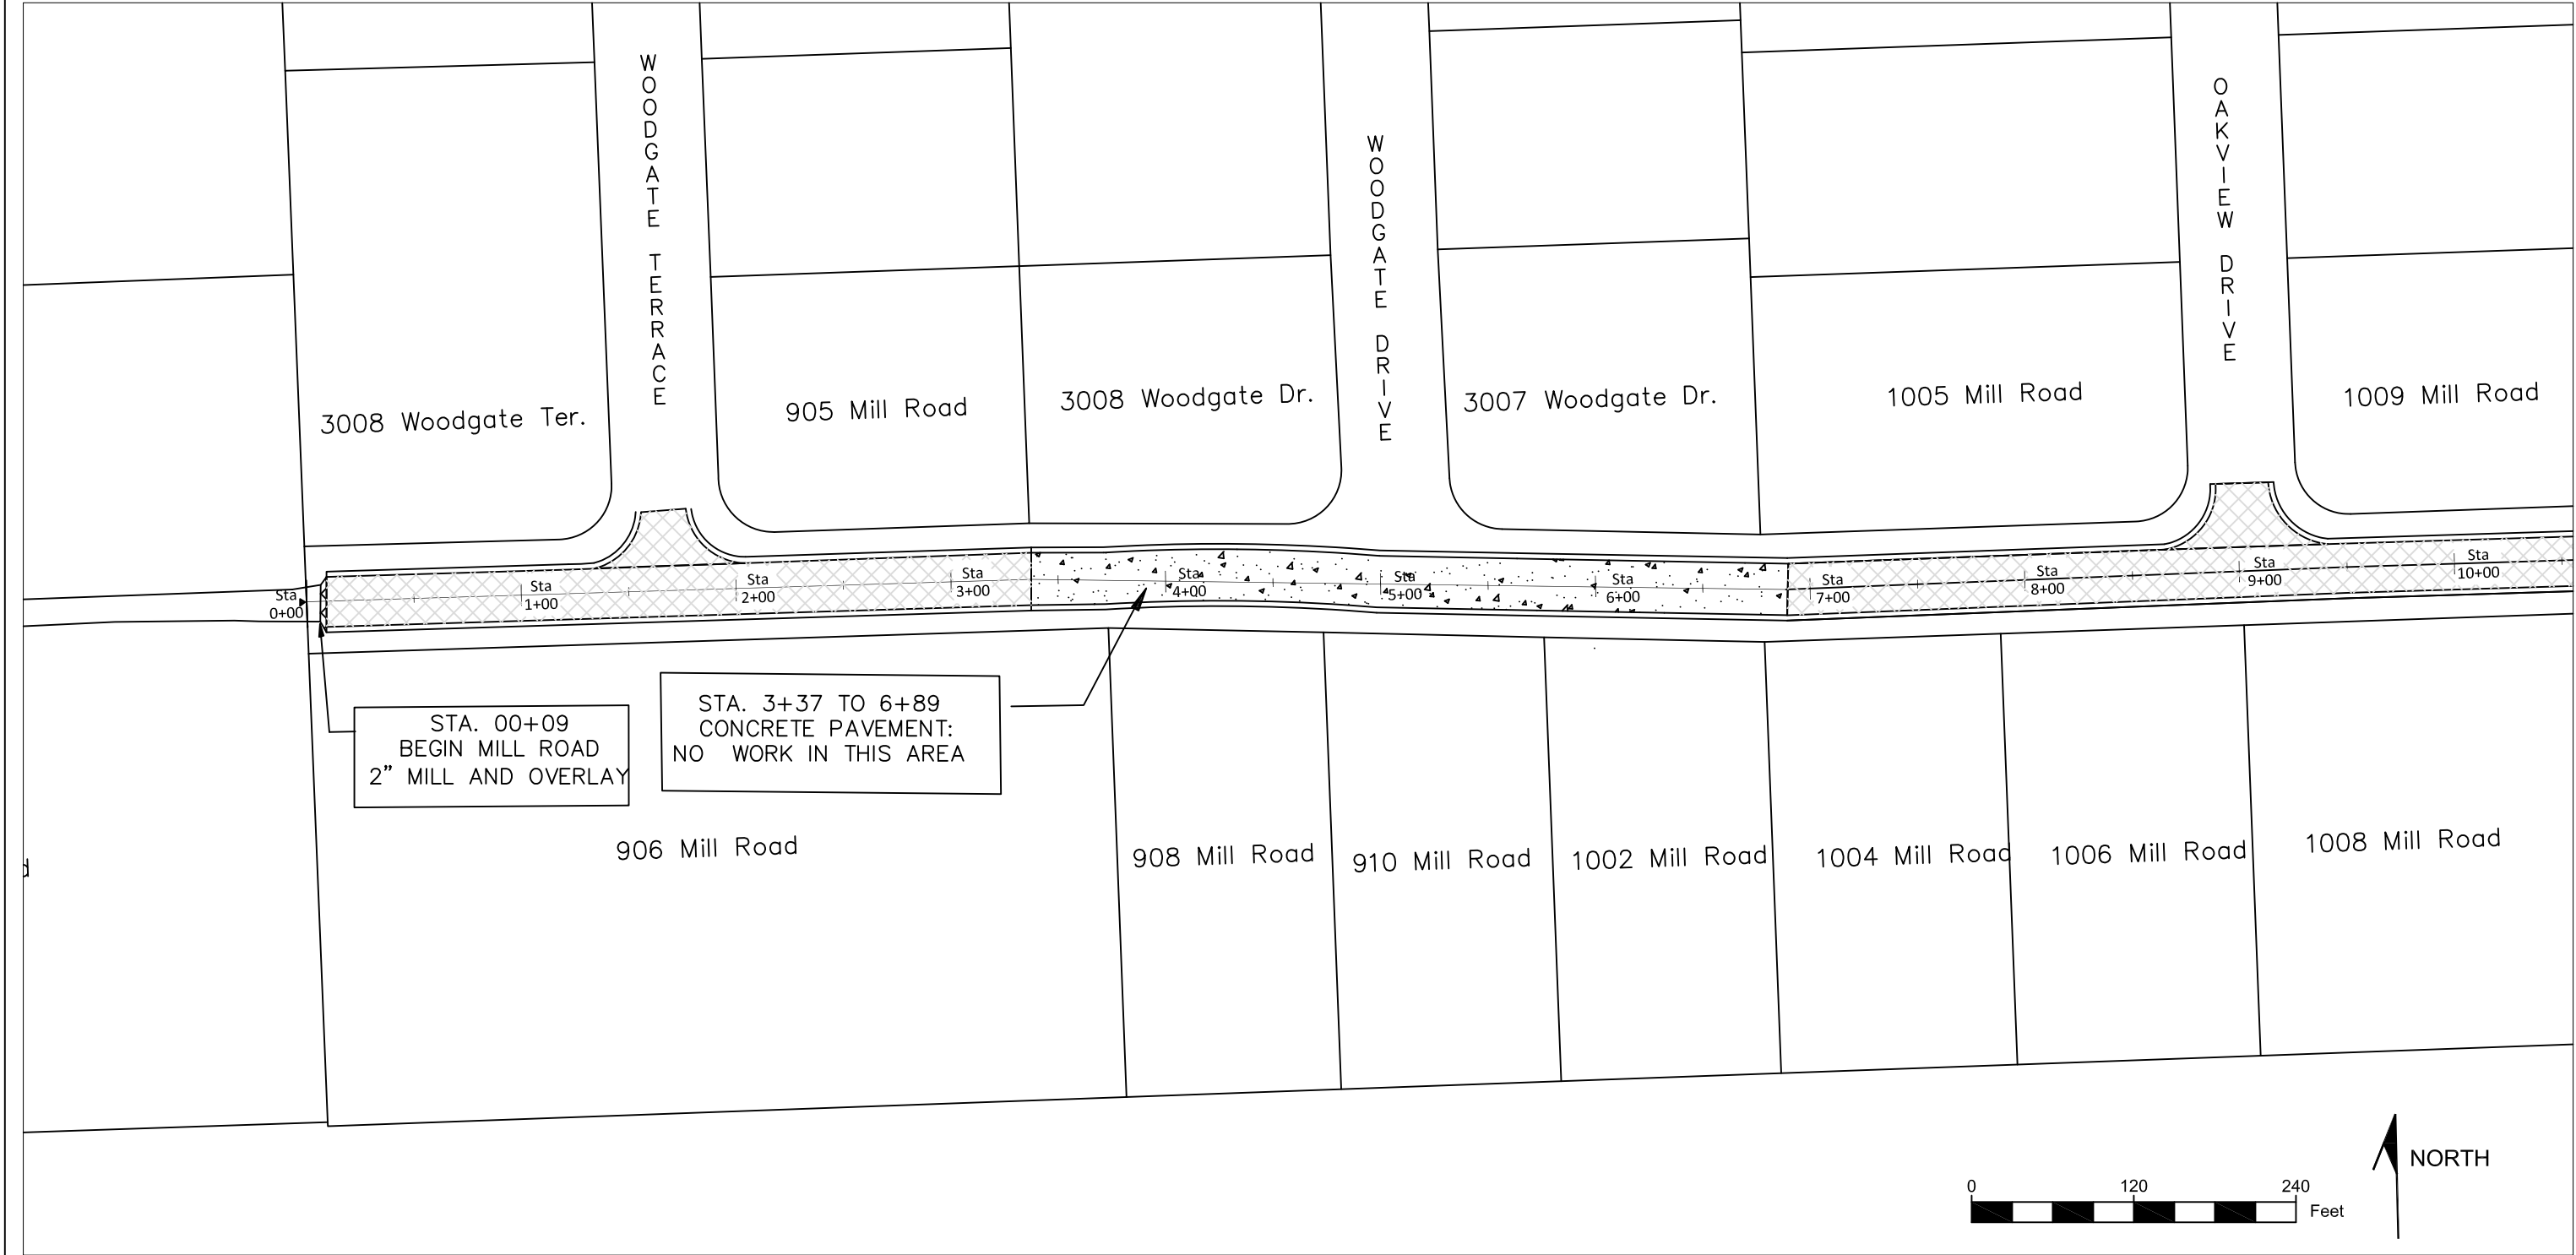 WOODGATE TERRACE
WOODGATE DRIVE
OAKVIEW DRIVE
3008 Woodgate Ter.
905 Mill Road
3008 Woodgate Dr.
3007 Woodgate Dr.
1005 Mill Road
1009 Mill Road
Sta
0+00
Sta
1+00
Sta
2+00
Sta
3+00
Sta
4+00
Sta
5+00
Sta
6+00
Sta
7+00
Sta
8+00
Sta
9+00
Sta
10+00
STA. 00+09
BEGIN MILL ROAD
2” MILL AND OVERLAY
STA. 3+37 TO 6+89
CONCRETE PAVEMENT:
NO WORK IN THIS AREA
906 Mill Road
908 Mill Road
910 Mill Road
1002 Mill Road
1004 Mill Road
1006 Mill Road
1008 Mill Road
d
NORTH
0 120 240
Feet